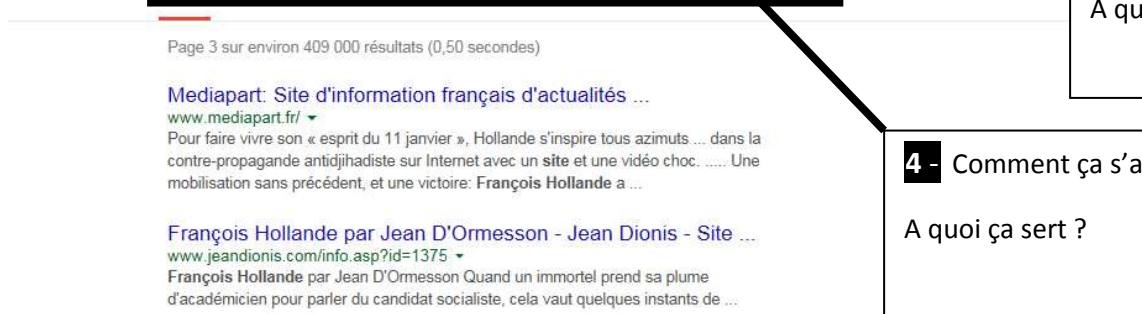 A qu
Page 3 sur environ 409 000 résultats (0,50 secondes)
Mediapart: Site d'information français d'actualités ...
www.mediapart.fr/
Pour faire vivre son « esprit du 11 janvier », Hollande s'inspire tous azimuts ... dans la
contre-propagande antidjihadiste sur Internet avec un site et une vidéo choc. ..... Une
mobilisation sans précédent, et une victoire: François Hollande a ...
François Hollande par Jean D'Ormesson - Jean Dionis - Site ...
www.jeandionis.com/info.asp?id=1375
François Hollande par Jean D'Ormesson Quand un immortel prend sa plume
d'académicien pour parler du candidat socialiste, cela vaut quelques instants de ...
4 - Comment ça s'a
A quoi ça sert ?